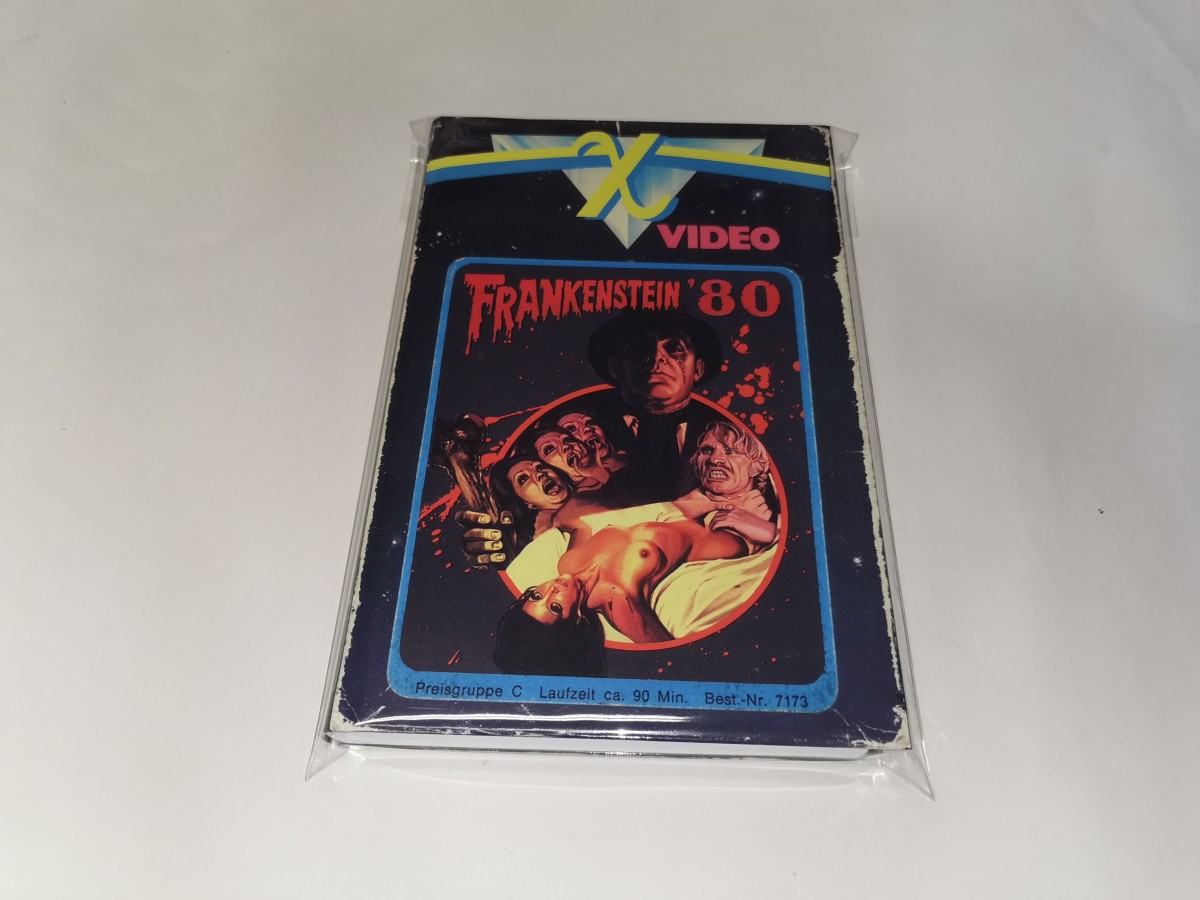 X
VIDEO
FRANKENSTEIN '80
Preisgruppe C Laufzeit ca. 90 Min. Best.-Nr. 7173